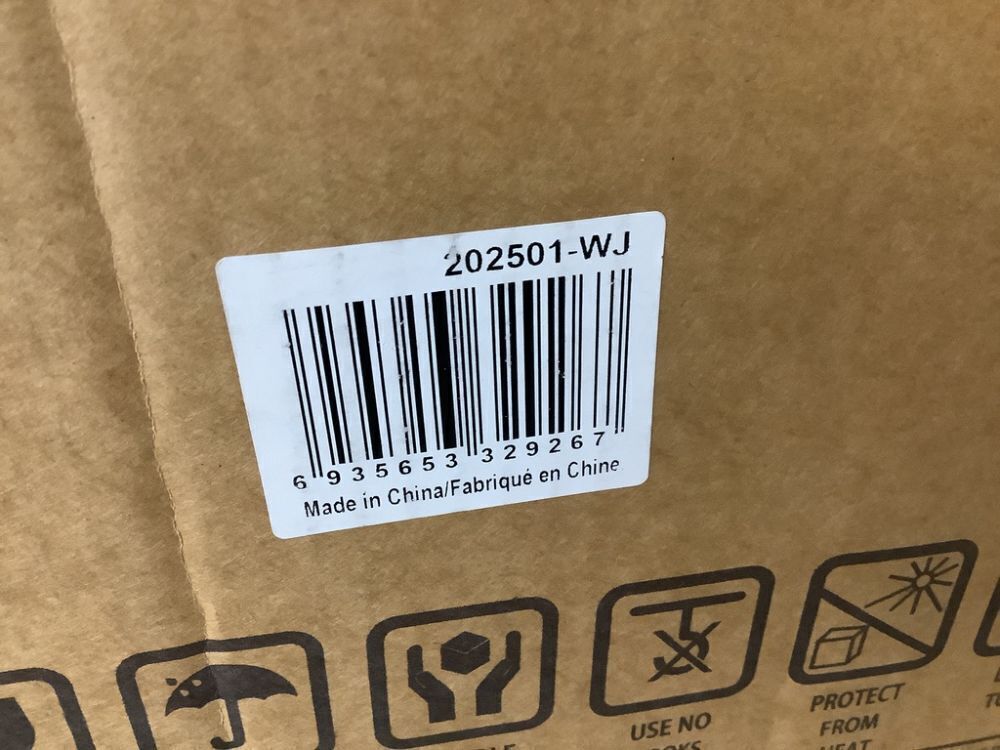 202501-WJ
6 935653 329267
Made in China/Fabriqué en Chine
USE NO
PROTECT
FROM